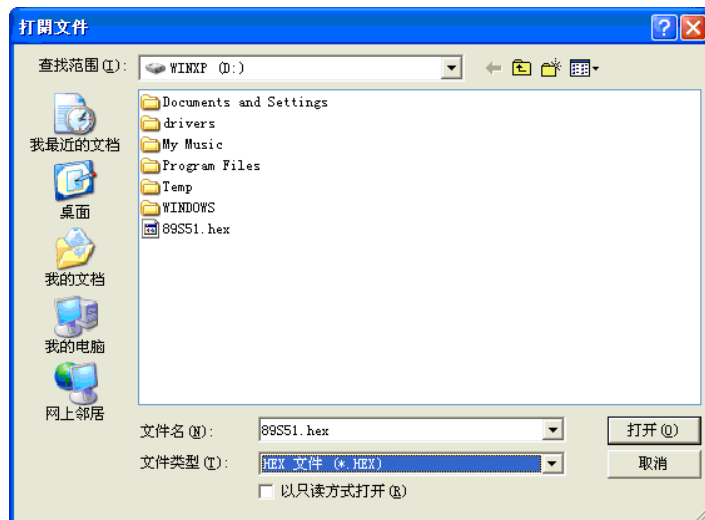 打開文件
查找范围(I):
WINXP (D:)
我最近的文档
桌面
我的文档
我的电脑
网上邻居
Documents and Settings
drivers
My Music
Program Files
Temp
WINDOWS
89S51.hex
文件名(N):
89S51.hex
打开(O)
文件类型(T):
HEX 文件 (*.HEX)
取消
以只读方式打开(R)